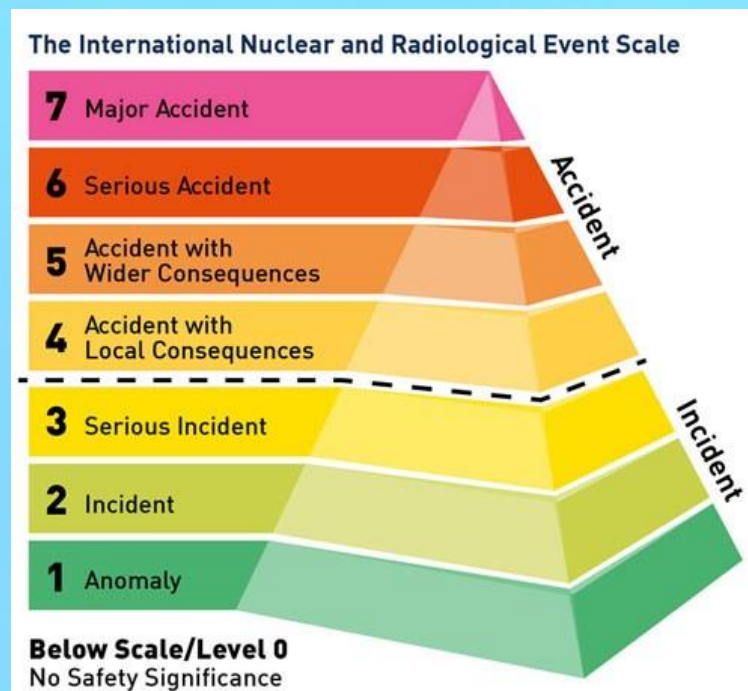 The International Nuclear and Radiological Event Scale
7 Major Accident
6 Serious Accident
5 Accident with
Wider Consequences
4 Accident with
Local Consequences
Accident
3 Serious Incident
2 Incident
1 Anomaly
Incident
Below Scale/Level 0
No Safety Significance